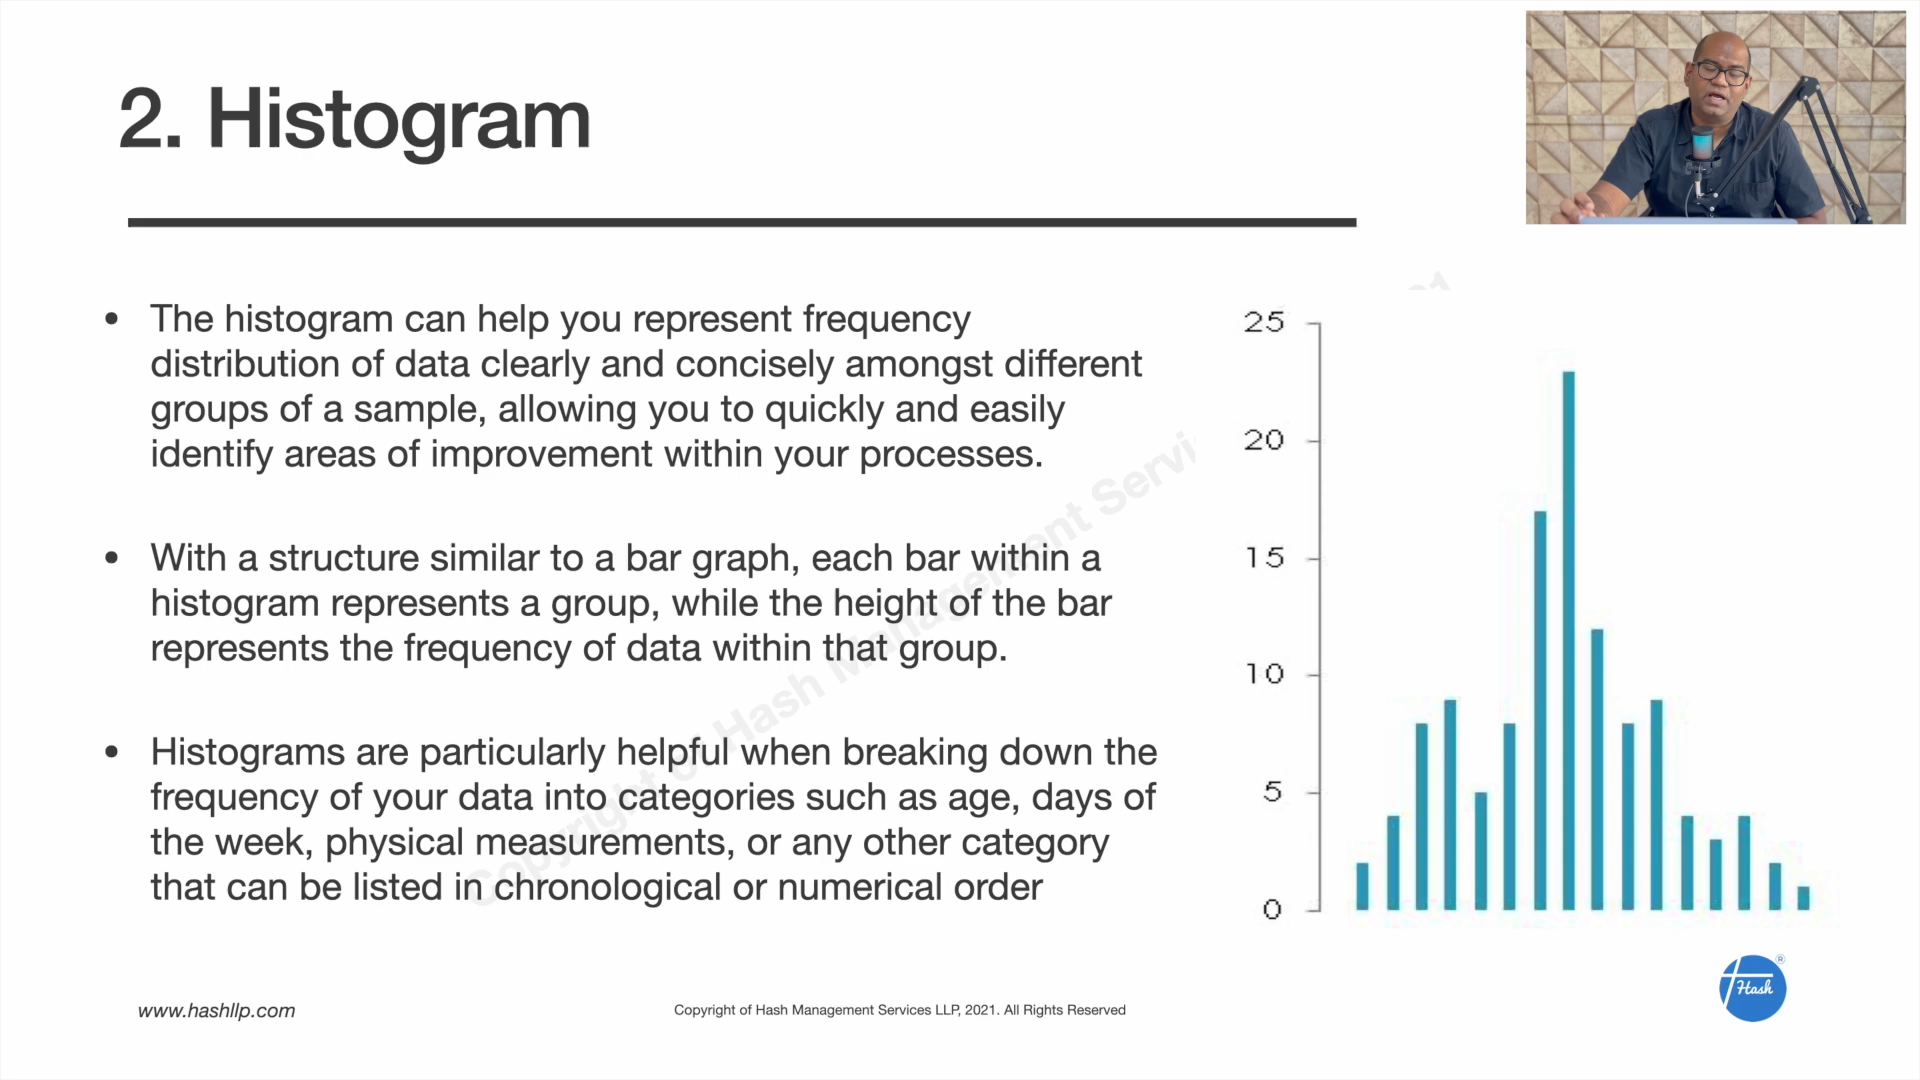 2. Histogram
• The histogram can help you represent frequency
distribution of data clearly and concisely amongst different
groups of a sample, allowing you to quickly and easily
identify areas of improvement within your processes.
• With a structure similar to a bar graph, each bar within a
histogram represents a group, while the height of the bar
represents the frequency of data within that group.
• Histograms are particularly helpful when breaking down the
frequency of your data into categories such as age, days of
the week, physical measurements, or any other category
that can be listed in chronological or numerical order
25
20
15
10
5
0
Copyright of Hash Management Servi
www.hashllp.com
Copyright of Hash Management Services LLP, 2021. All Rights Reserved
Hash
®